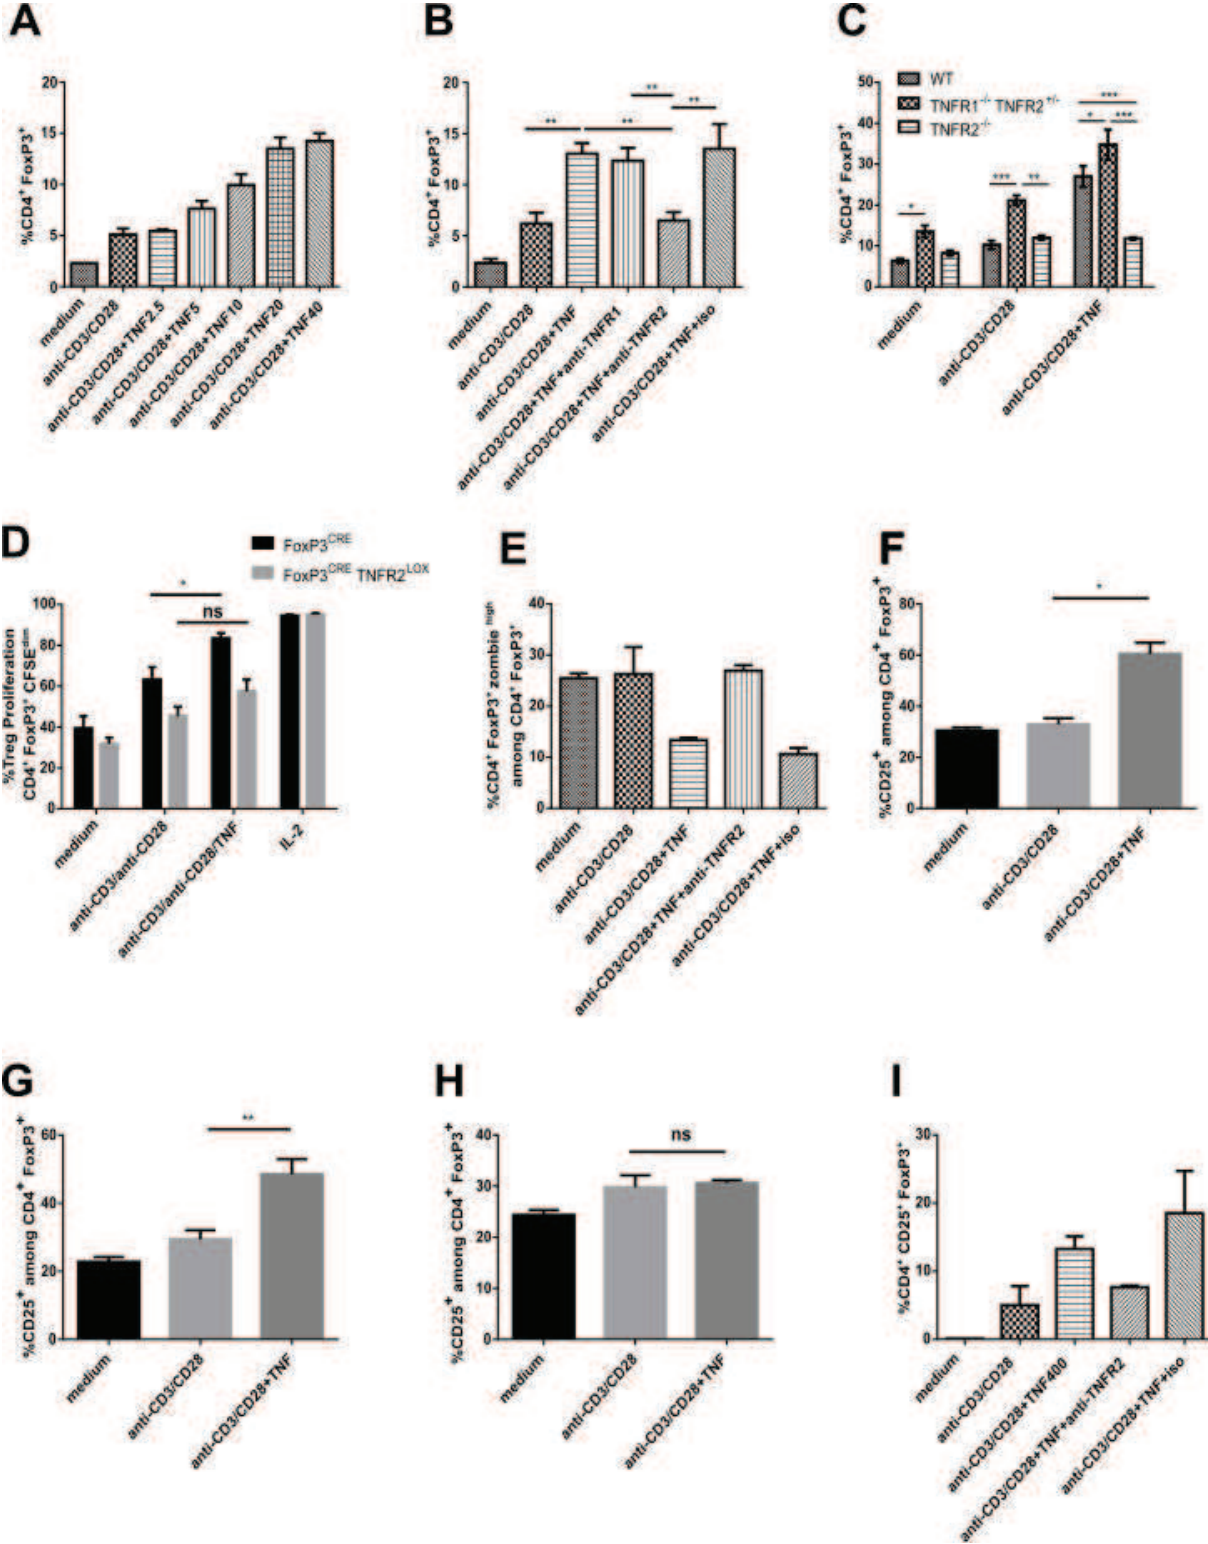 A
%CD4⁺ FoxP3⁺
20
15
10
5
0
medium
anti-CD3/CD28
anti-CD3/CD28+TNF2.5
anti-CD3/CD28+TNF5
anti-CD3/CD28+TNF10
anti-CD3/CD28+TNF20
anti-CD3/CD28+TNF40
B
%CD4⁺ FoxP3⁺
20
15
10
5
0
**
**
**
**
medium
anti-CD3/CD28
anti-CD3/CD28+TNF
anti-CD3/CD28+TNF+anti-TNFR1
anti-CD3/CD28+TNF+anti-TNFR2
anti-CD3/CD28+TNF+iso
C
WT
TNFR1⁻/⁻ TNFR2⁺/⁻
TNFR2⁻/⁻
%CD4⁺ FoxP3⁺
50
40
30
20
10
0
*
***
**
***
*
***
medium
anti-CD3/CD28
anti-CD3/CD28+TNF
D
FoxP3ᶜᴿᴱ
FoxP3ᶜᴿᴱ TNFR2ᴸᴼˣ
%Treg Proliferation
CD4⁺ FoxP3⁺ CFSEᵈⁱᵐ
100
80
60
40
20
0
*
ns
medium
anti-CD3/anti-CD28
anti-CD3/anti-CD28/TNF
IL-2
E
%CD4⁺ FoxP3⁺ zombie ʰⁱᵍʰ
among CD4⁺ FoxP3⁺
40
30
20
10
0
medium
anti-CD3/CD28
anti-CD3/CD28+TNF
anti-CD3/CD28+TNF+anti-TNFR2
anti-CD3/CD28+TNF+iso
F
%CD25⁺ among CD4⁺ FoxP3⁺
80
60
40
20
0
*
medium
anti-CD3/CD28
anti-CD3/CD28+TNF
G
%CD25⁺ among CD4⁺ FoxP3⁺
60
40
20
0
**
medium
anti-CD3/CD28
anti-CD3/CD28+TNF
H
%CD25⁺ among CD4⁺ FoxP3⁺
40
30
20
10
0
ns
medium
anti-CD3/CD28
anti-CD3/CD28+TNF
I
%CD4⁺ CD25⁺ FoxP3⁺
30
20
10
0
medium
anti-CD3/CD28
anti-CD3/CD28+TNF400
anti-CD3/CD28+TNF+anti-TNFR2
anti-CD3/CD28+TNF+iso